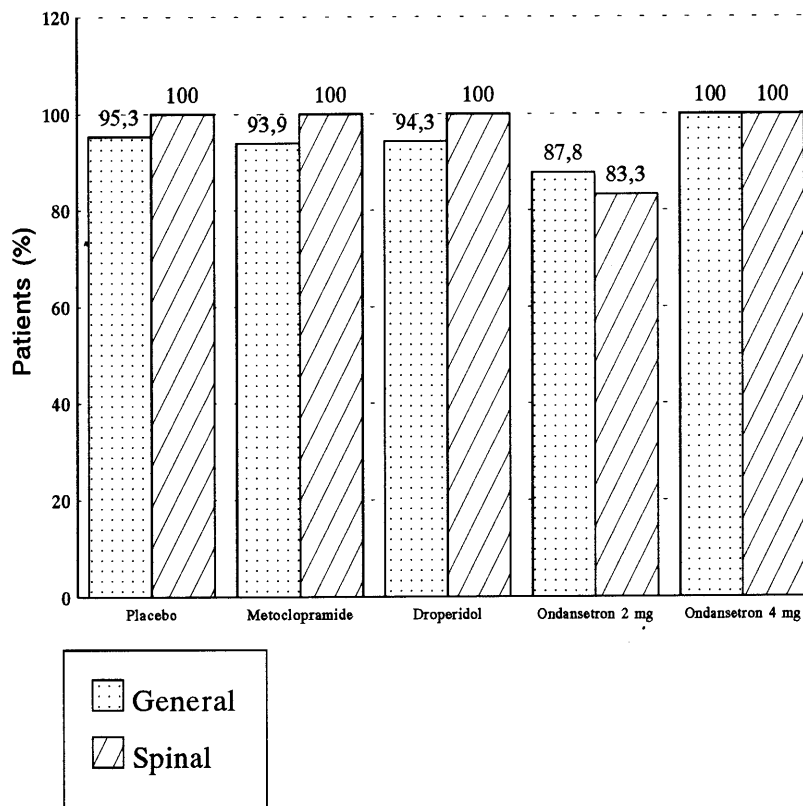 120
100
80
60
40
20
0
Patients (%)
95,3
100
93,9
100
94,3
100
87,8
83,3
100
100
Placebo
Metoclopramide
Droperidol
Ondansetron 2 mg
Ondansetron 4 mg
General
Spinal